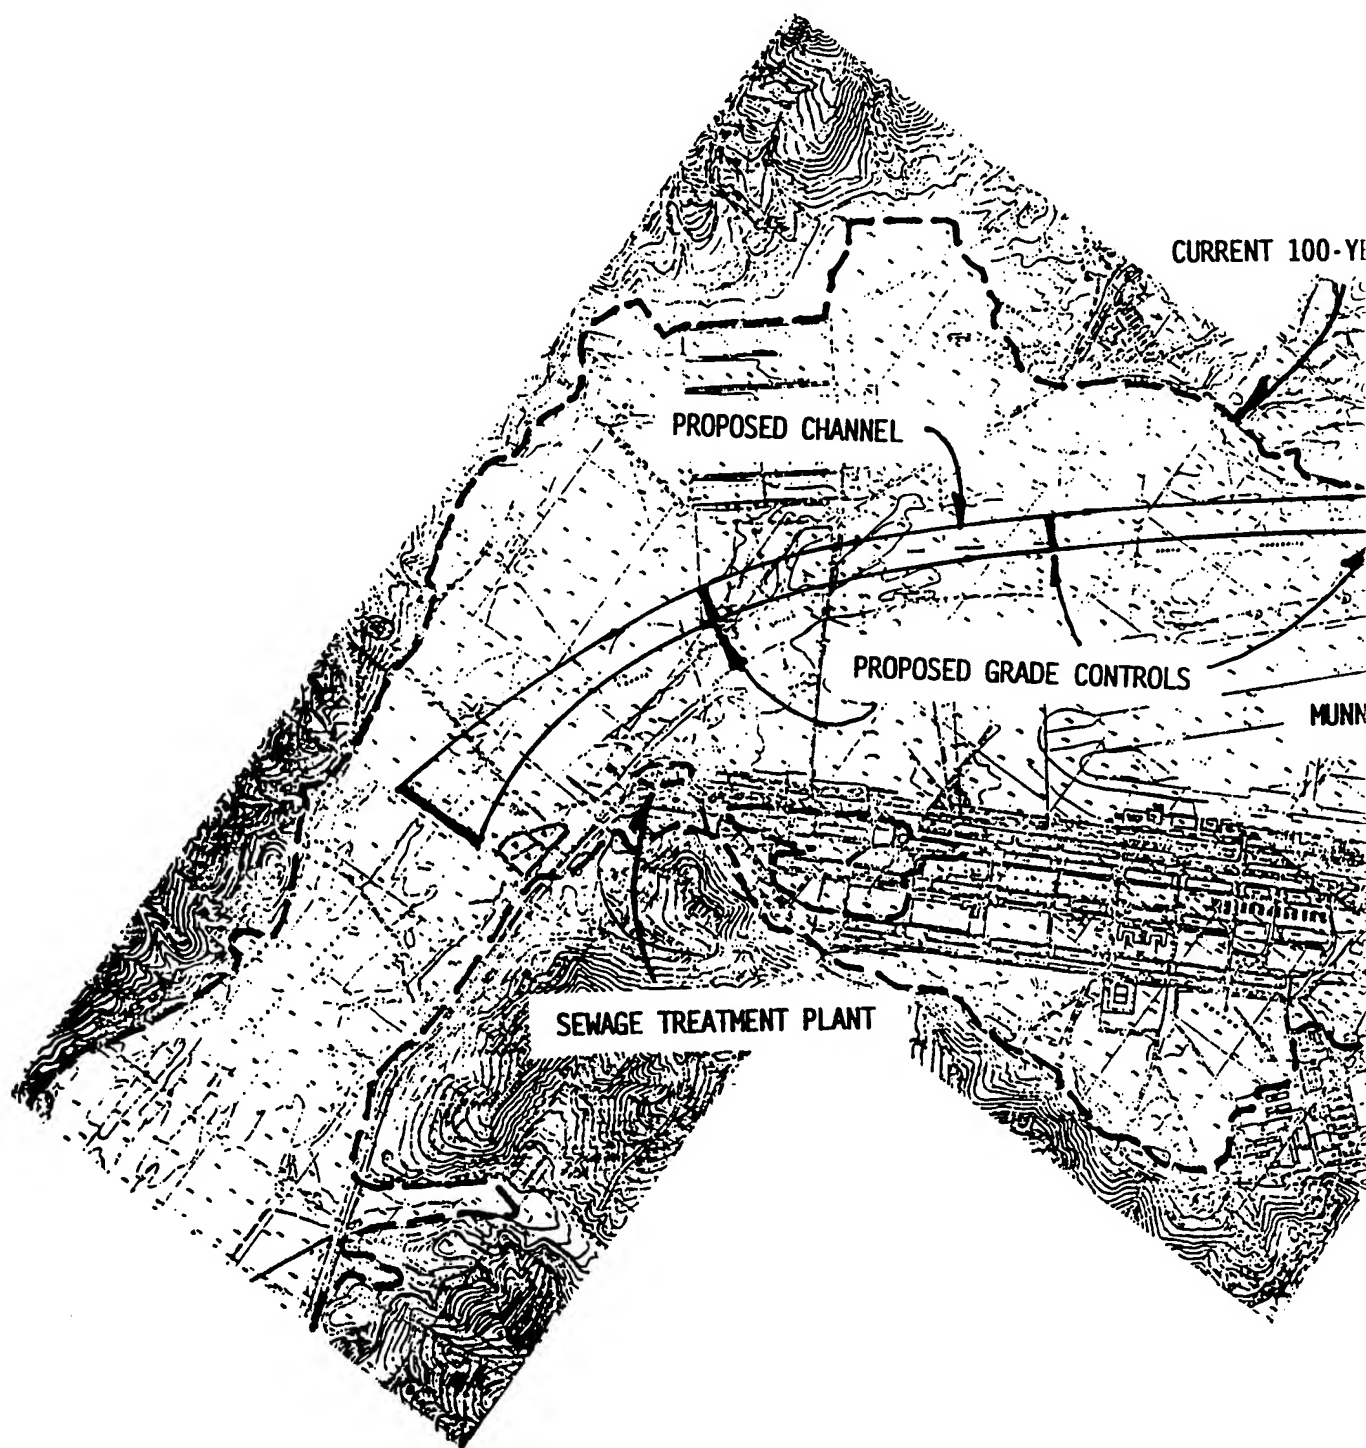 CURRENT 100-YE
PROPOSED CHANNEL
PROPOSED GRADE CONTROLS
MUNN
SEWAGE TREATMENT PLANT